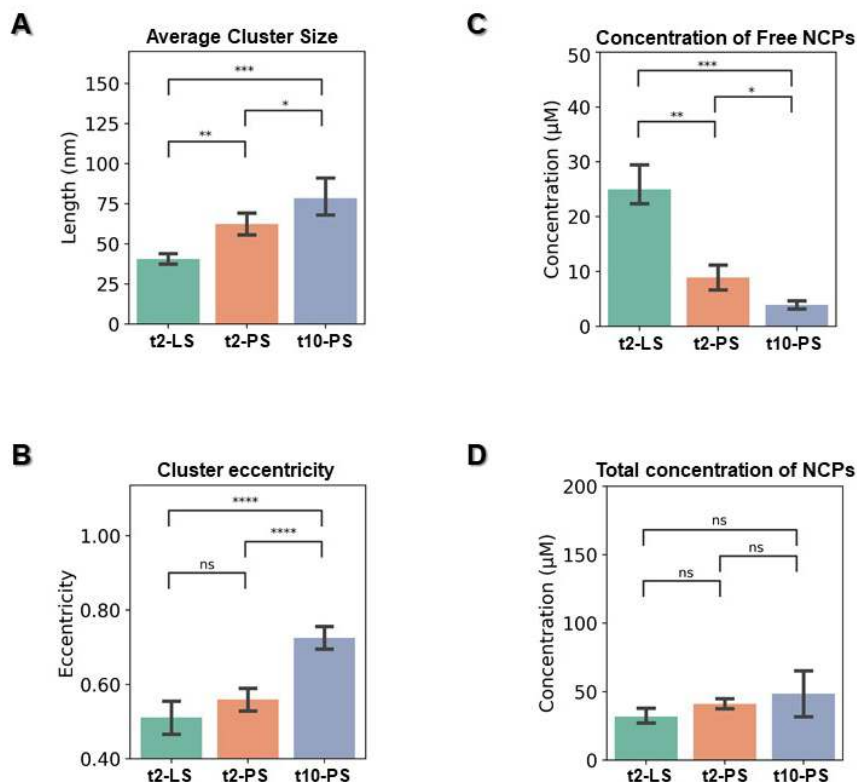 A
Average Cluster Size
Length (nm)
150
125
100
75
50
25
0
***
*
**
t2-LS t2-PS t10-PS
C
Concentration of Free NCPs
Concentration (μM)
50
40
30
20
10
0
***
*
**
t2-LS t2-PS t10-PS
B
Cluster eccentricity
Eccentricity
1.00
0.80
0.60
0.40
****
****
ns
t2-LS t2-PS t10-PS
D
Total concentration of NCPs
Concentration (μM)
200
150
100
50
0
ns
ns
ns
t2-LS t2-PS t10-PS